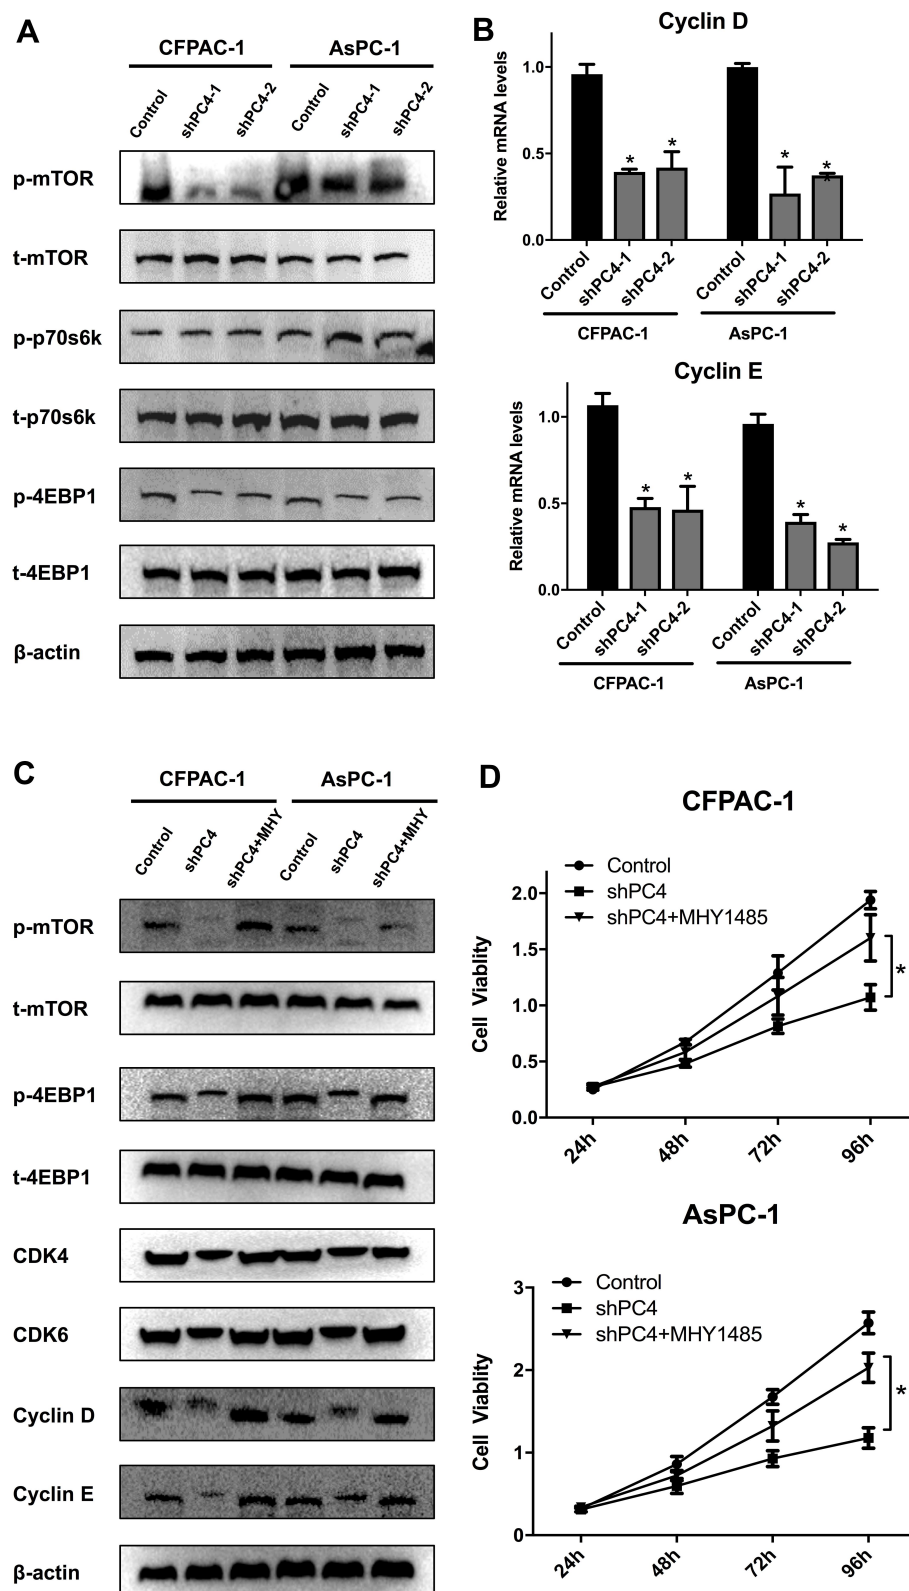 A
CFPAC-1 AsPC-1
Control shPC4-1 shPC4-2 Control shPC4-1 shPC4-2
p-mTOR
t-mTOR
p-p70s6k
t-p70s6k
p-4EBP1
t-4EBP1
β-actin
B
Cyclin D
Relative mRNA levels
1.0
0.5
0.0
* * * * *
Control shPC4-1 shPC4-2 Control shPC4-1 shPC4-2
CFPAC-1 AsPC-1
Cyclin E
Relative mRNA levels
1.0
0.5
0.0
* * * *
Control shPC4-1 shPC4-2 Control shPC4-1 shPC4-2
CFPAC-1 AsPC-1
C
CFPAC-1 AsPC-1
Control shPC4 shPC4+MHY Control shPC4 shPC4+MHY
p-mTOR
t-mTOR
p-4EBP1
t-4EBP1
CDK4
CDK6
Cyclin D
Cyclin E
β-actin
D
CFPAC-1
Control
shPC4
shPC4+MHY1485
Cell Viablity
2.0
1.5
1.0
0.5
0.0
*
24h 48h 72h 96h
AsPC-1
Control
shPC4
shPC4+MHY1485
Cell Viablity
3
2
1
0
*
24h 48h 72h 96h